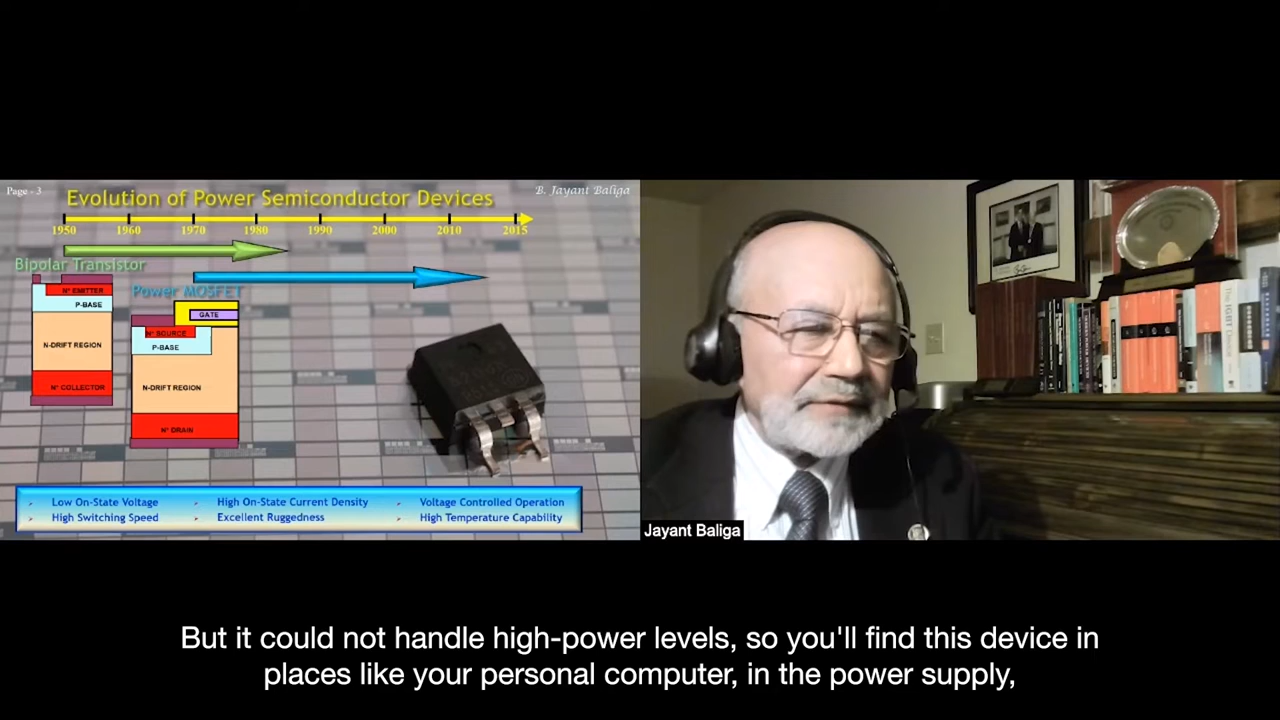 Page - 3
B. Jayant Baliga
Evolution of Power Semiconductor Devices
1950 1960 1970 1980 1990 2000 2010 2015
Bipolar Transistor
Power MOSFET
N⁺ EMITTER
P-BASE
N-DRIFT REGION
N⁺ COLLECTOR
GATE
N⁺ SOURCE
P-BASE
N-DRIFT REGION
N⁺ DRAIN
Low On-State Voltage High On-State Current Density Voltage Controlled Operation
High Switching Speed Excellent Ruggedness High Temperature Capability
Jayant Baliga
But it could not handle high-power levels, so you'll find this device in
places like your personal computer, in the power supply,